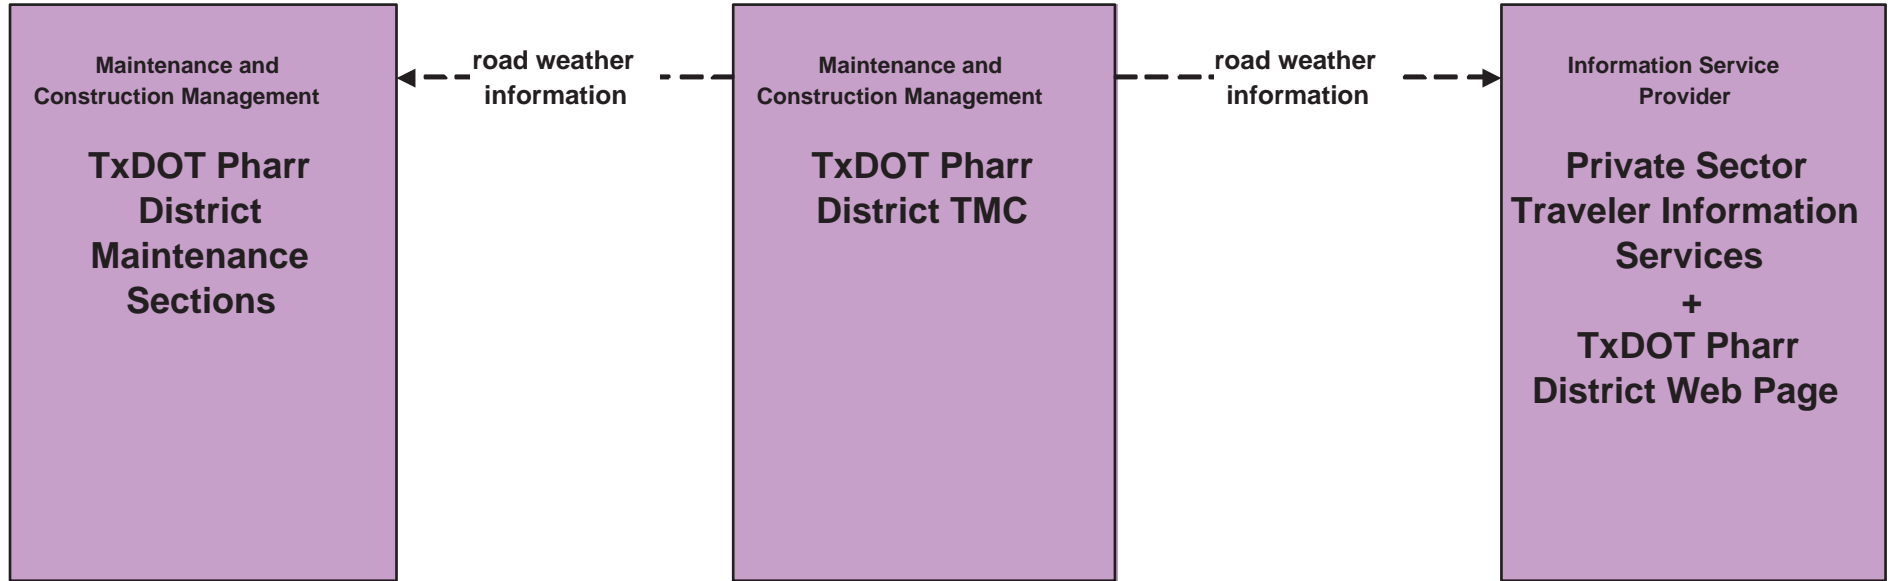 Maintenance and
Construction Management
TxDOT Pharr
District
Maintenance
Sections
road weather
information
Maintenance and
Construction Management
TxDOT Pharr
District TMC
road weather
information
Information Service
Provider
Private Sector
Traveler Information
Services
+
TxDOT Pharr
District Web Page